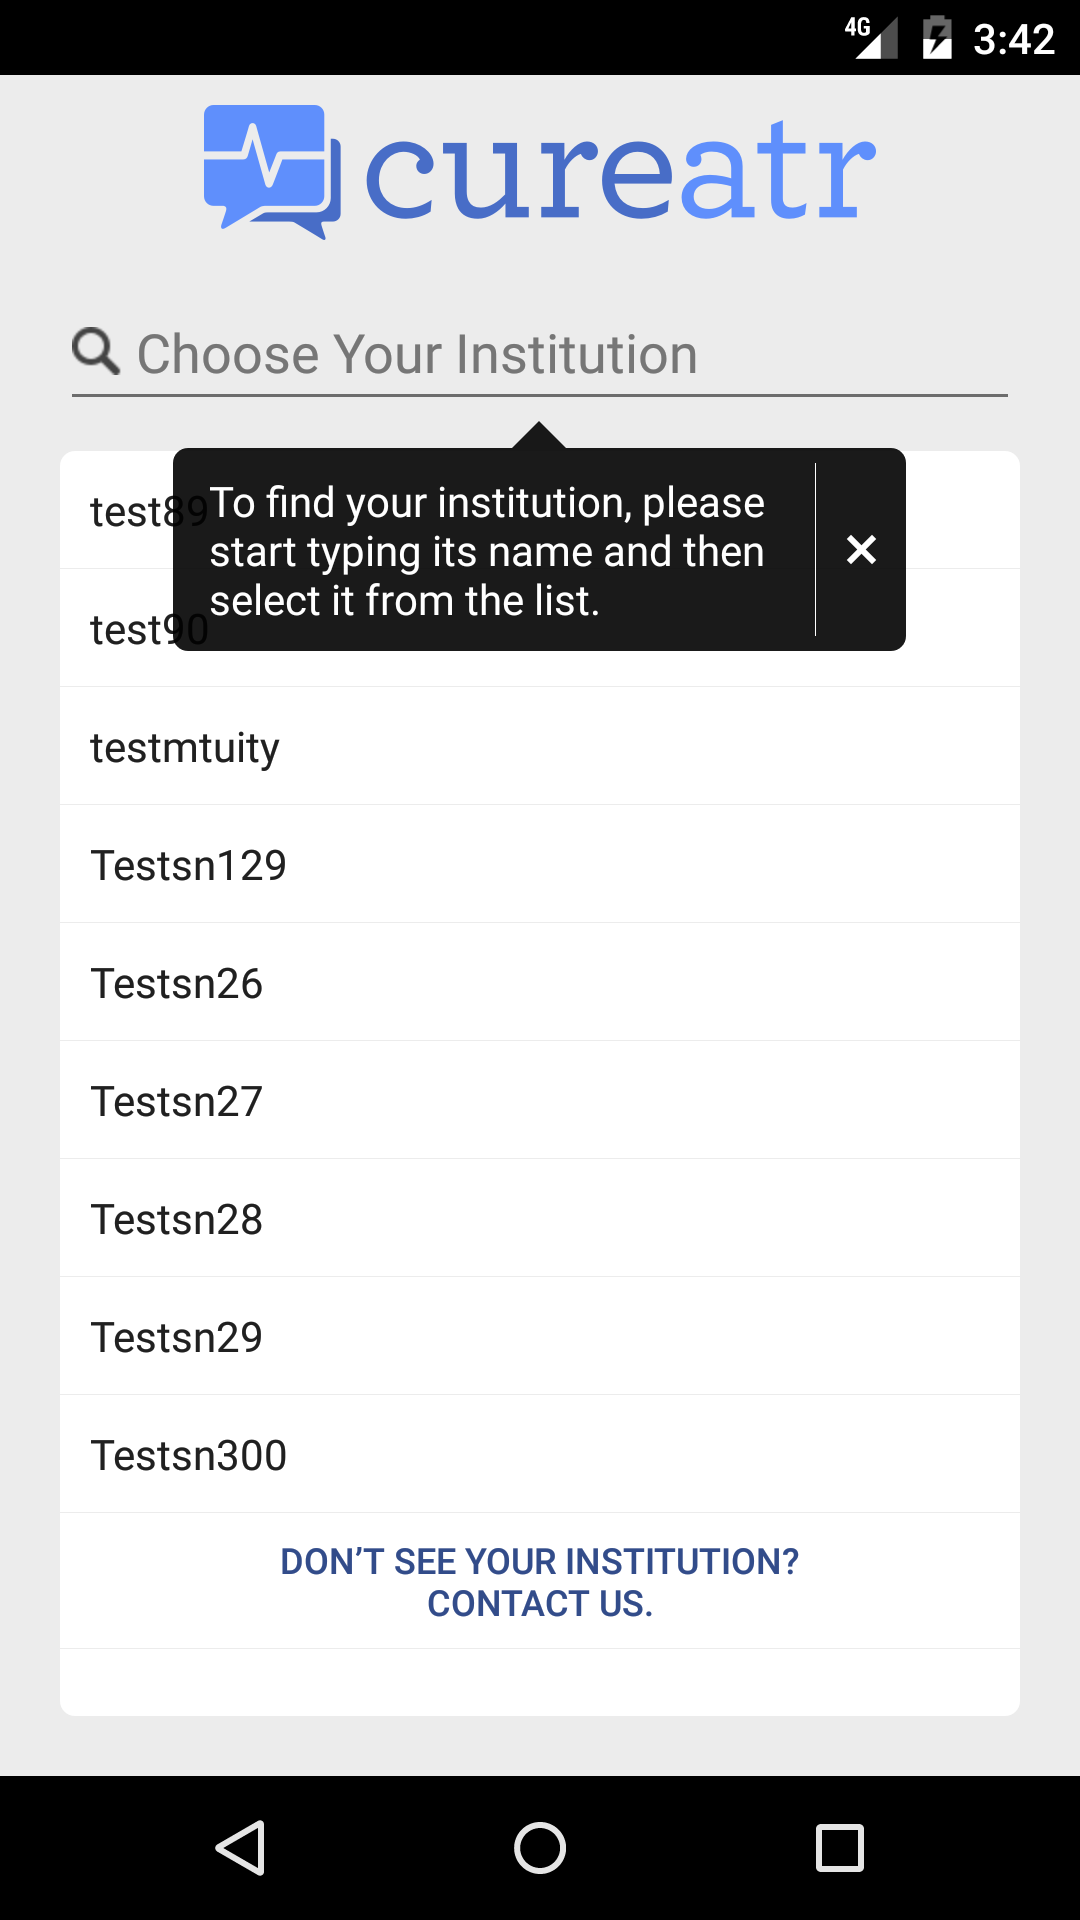 4G 3:42
cureatr
Choose Your Institution
To find your institution, please
start typing its name and then
select it from the list.
test89
test90
testmtuity
Testsn129
Testsn26
Testsn27
Testsn28
Testsn29
Testsn300
DON’T SEE YOUR INSTITUTION?
CONTACT US.